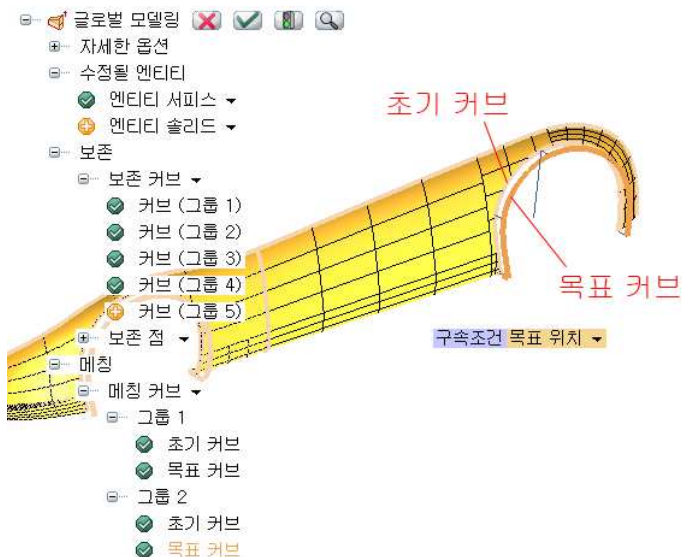 글로벌 모델링
자세한 옵션
수정될 엔티티
엔티티 서피스
엔티티 솔리드
보존
보존 커브
커브 (그룹 1)
커브 (그룹 2)
커브 (그룹 3)
커브 (그룹 4)
커브 (그룹 5)
보존 점
메칭
메칭 커브
그룹 1
초기 커브
목표 커브
그룹 2
초기 커브
목표 커브
초기 커브
목표 커브
구속조건 목표 위치